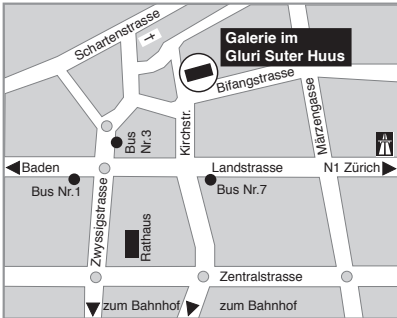 Schartenstrasse
Galerie im
Gluri Suter Huus
Bifangstrasse
Kirchstr.
Märzengasse
Bus
Nr.3
Baden
Landstrasse
N1 Zürich
Bus Nr.1
Bus Nr.7
Zwyssigstrasse
Rathaus
Zentralstrasse
zum Bahnhof
zum Bahnhof